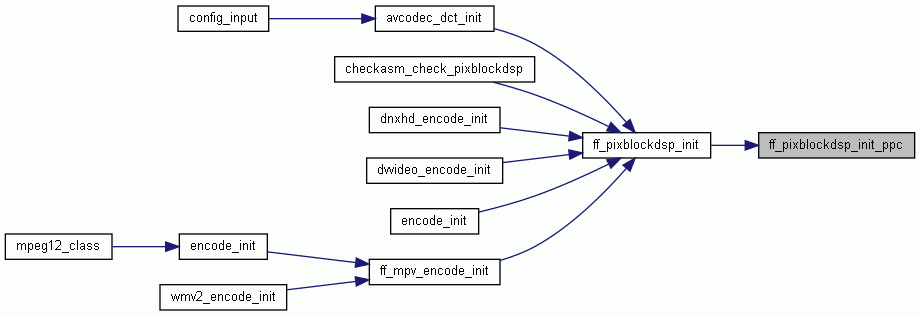 config_input
avcodec_dct_init
checkasm_check_pixblockdsp
dnxhd_encode_init
ff_pixblockdsp_init
ff_pixblockdsp_init_ppc
dvvideo_encode_init
encode_init
mpeg12_class
encode_init
ff_mpv_encode_init
wmv2_encode_init